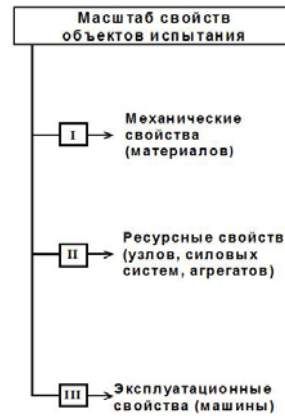 Масштаб свойств
объектов испытания
I
Механические
свойства
(материалов)
II
Ресурсные свойств
(узлов, силовых
систем, агрегатов)
III
Эксплуатационные
свойства (машины)